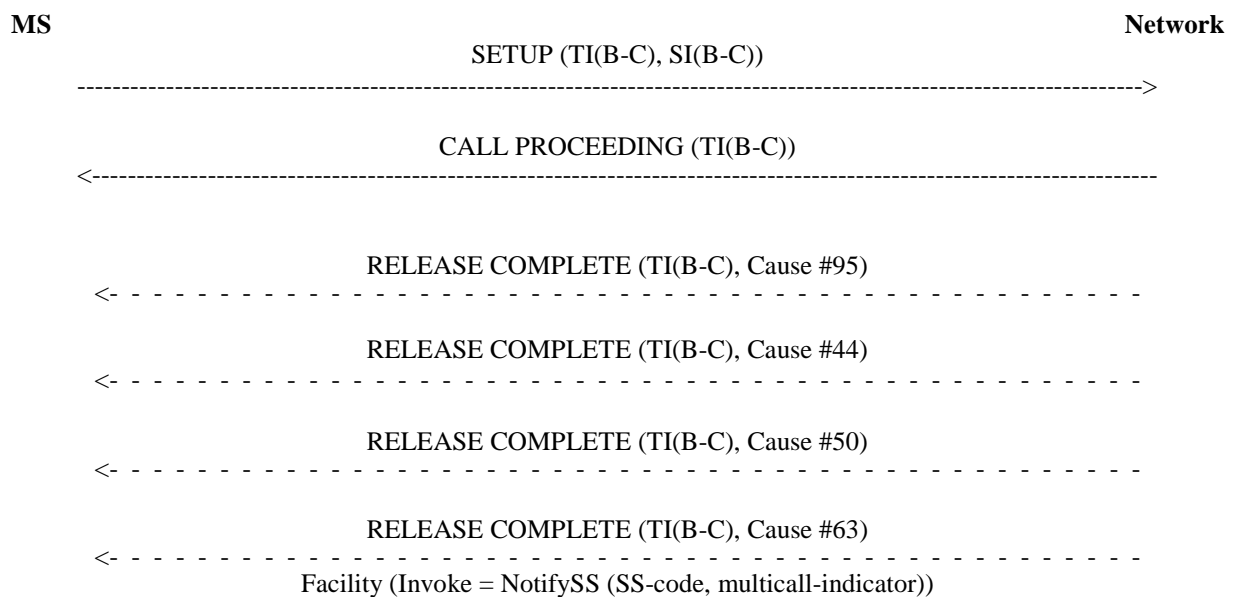 MS Network
SETUP (TI(B-C), SI(B-C))
CALL PROCEEDING (TI(B-C))
RELEASE COMPLETE (TI(B-C), Cause #95)
RELEASE COMPLETE (TI(B-C), Cause #44)
RELEASE COMPLETE (TI(B-C), Cause #50)
RELEASE COMPLETE (TI(B-C), Cause #63)
Facility (Invoke = NotifySS (SS-code, multicall-indicator))